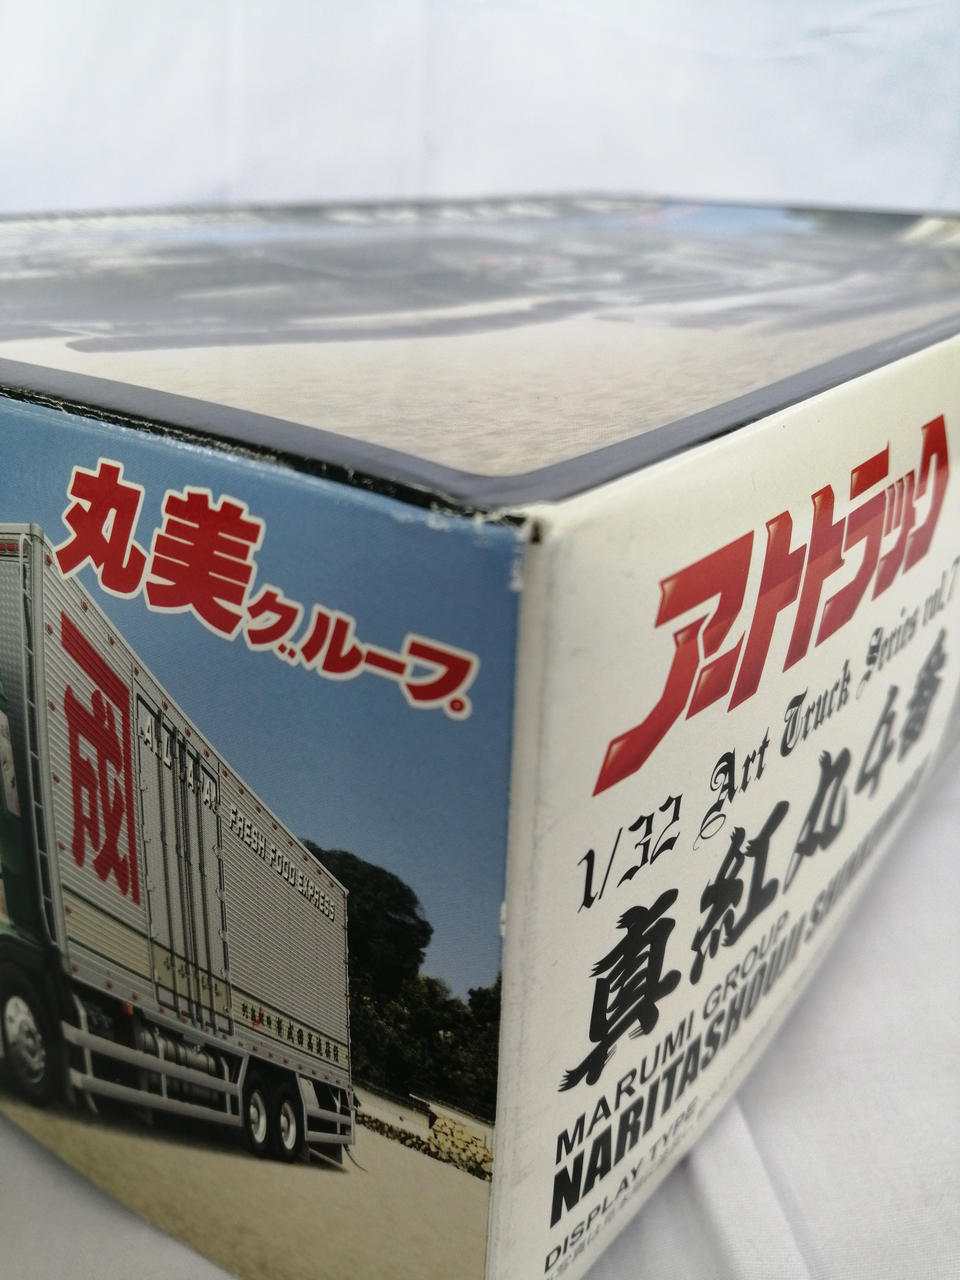 丸美グループ。
成
A.L.A.A!
FRESH FOOD EXPRESS
アートトラック
1/32 Art Truck Series vol.7
真紅丸4番
MARUMI GROUP
NARITASHOUJI
DISPLAY TYPE